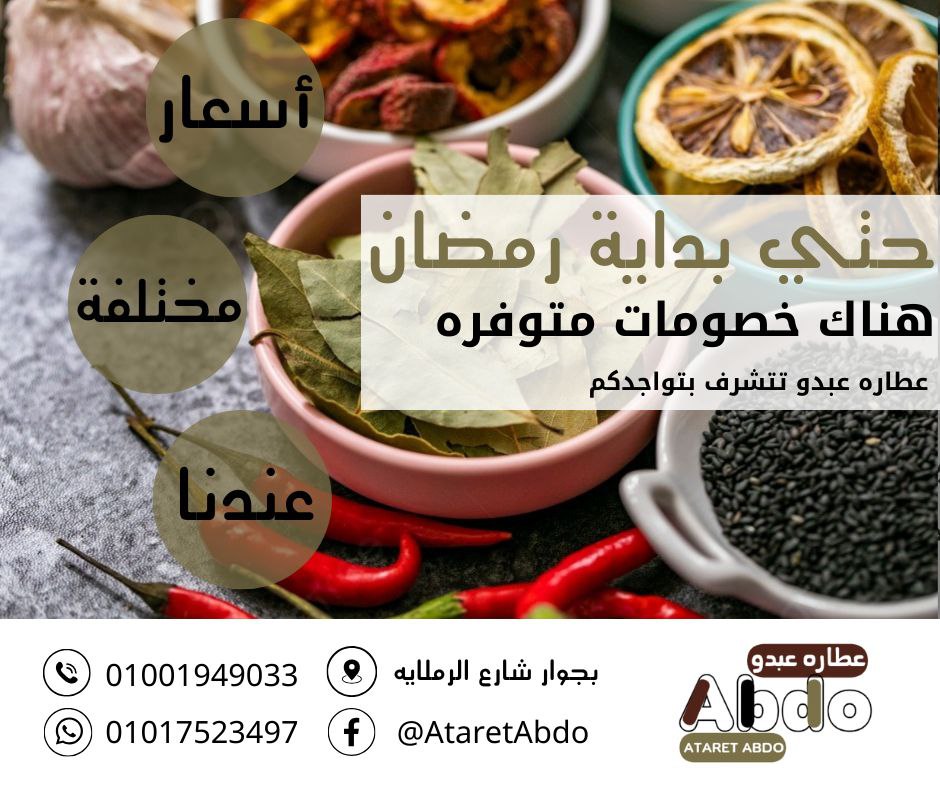 أسعار
مختلفة
عندنا
حتي بداية رمضان
هناك خصومات متوفره
عطاره عبدو تتشرف بتواجدكم
01001949033
بجوار شارع الرملايه
01017523497
@AtaretAbdo
عطاره عبدو
Abdo
ATARET ABDO